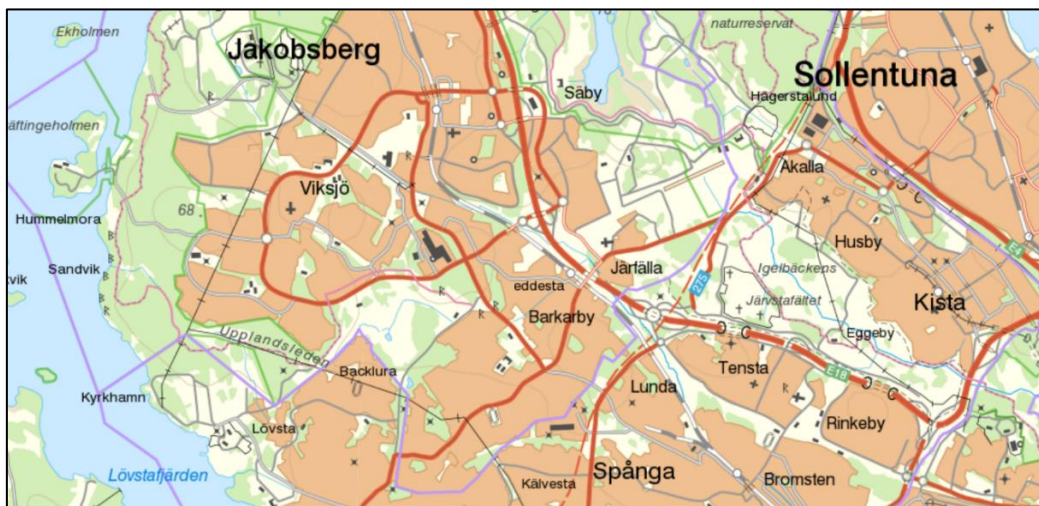 Ekholmen
Jakobsberg
naturreservat
Säby
Sollentuna
Hägerstalund
äftingeholmen
Akalla
Viksjö
68
Hummelmora
Husby
E4
Sandvik
vik
Järfälla
Igelbäckens
eddesta
275
Järvafältet
Kista
Barkarby
Upplandsleden
Eggeby
Backlura
Tensta
E18
Kyrkhamn
Lunda
Rinkeby
Lövsta
Lövstafjärden
Spånga
Kälvesta
Bromsten